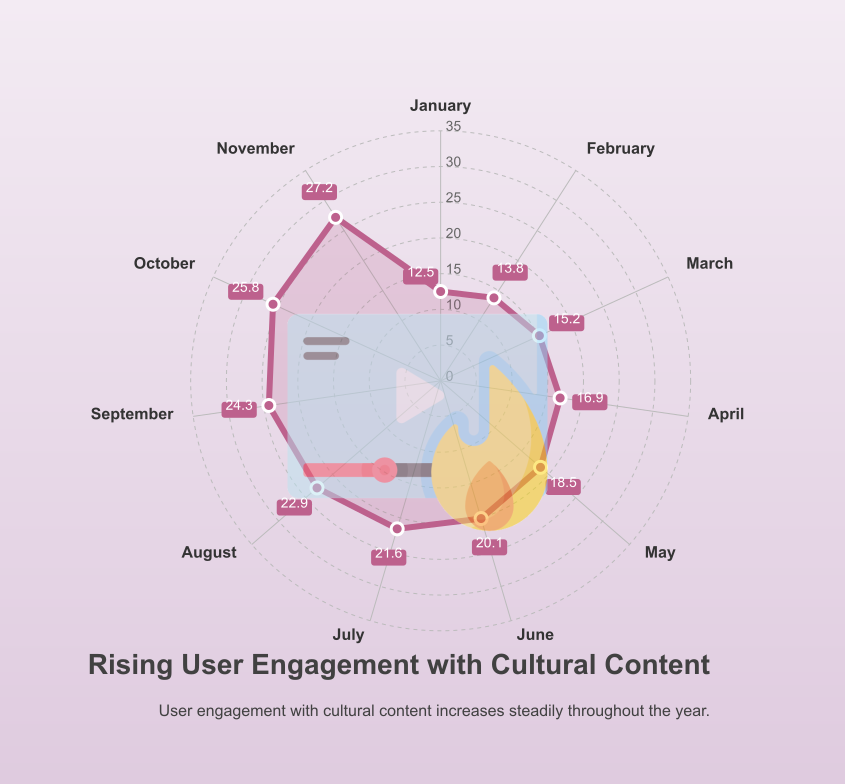 January
35
November
February
30
27.2
25
20
October
March
15
13.8
12.5
25.8
10
15.2
5
0
16.9
September
24.3
April
18.5
22.9
20.1
August
21.6
May
July
June
Rising User Engagement with Cultural Content
User engagement with cultural content increases steadily throughout the year.